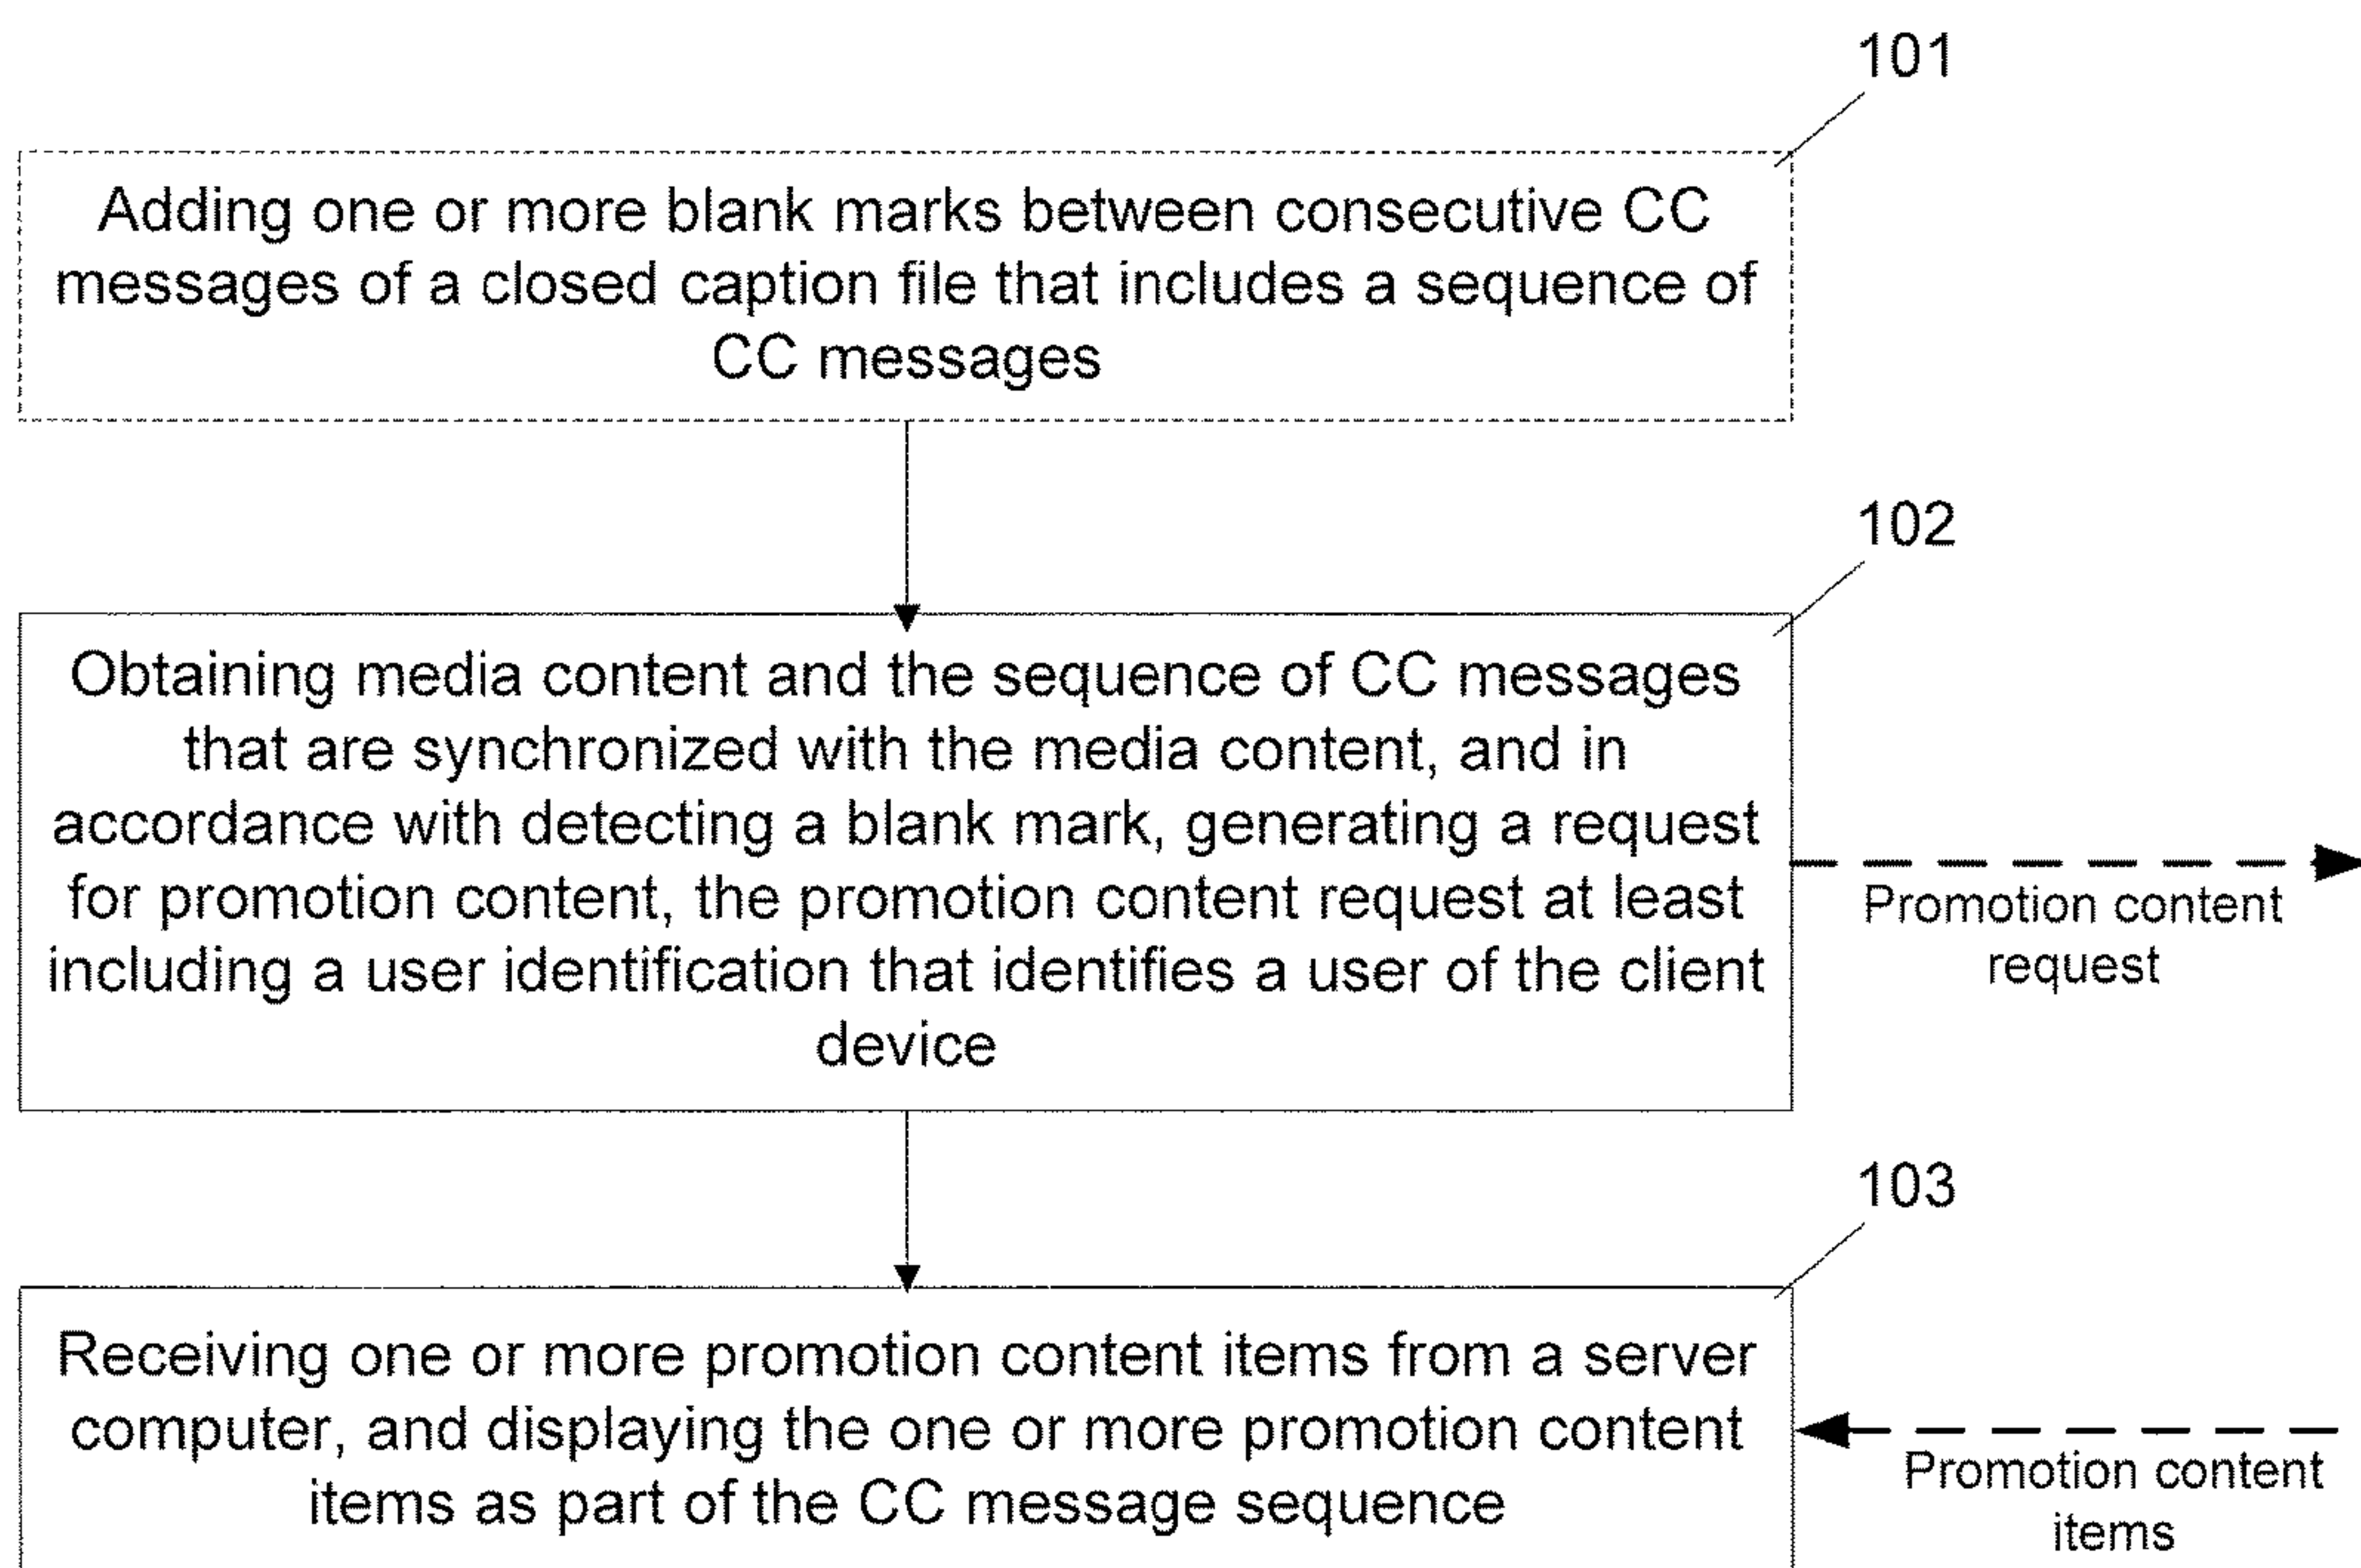 101
Adding one or more blank marks between consecutive CC
messages of a closed caption file that includes a sequence of
CC messages
102
Obtaining media content and the sequence of CC messages
that are synchronized with the media content, and in
accordance with detecting a blank mark, generating a request
for promotion content, the promotion content request at least
including a user identification that identifies a user of the client
device
Promotion content
request
103
Receiving one or more promotion content items from a server
computer, and displaying the one or more promotion content
items as part of the CC message sequence
Promotion content
items